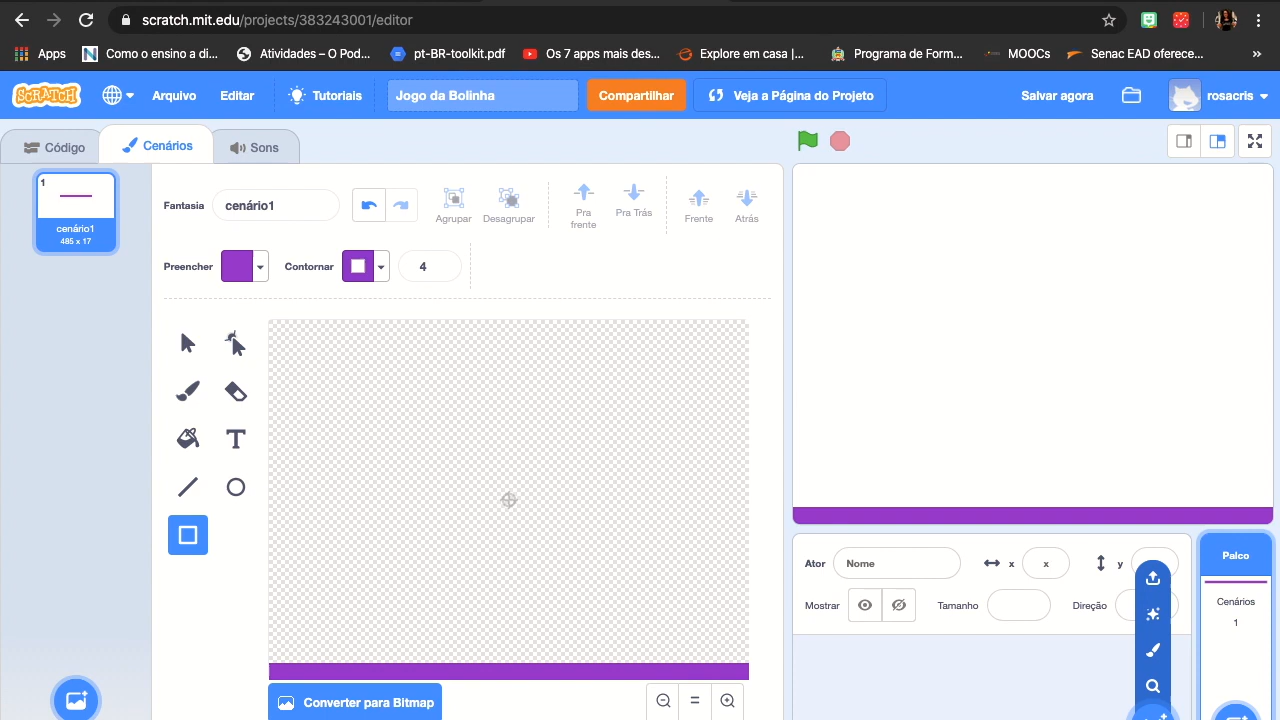 scratch.mit.edu/projects/383243001/editor
Apps Como o ensino a di... Atividades – O Pod... pt-BR-toolkit.pdf Os 7 apps mais des... Explore em casa |... Programa de Form... MOOCs Senac EAD oferece... »
SCRATCH Arquivo Editar Tutoriais Jogo da Bolinha Compartilhar Veja a Página do Projeto Salvar agora rosacris
Código Cenários Sons
1
cenário1
485 x 17
Fantasia cenário1 Agrupar Desagrupar Pra frente Pra Trás Frente Atrás
Preencher Contornar 4
T
Converter para Bitmap
=
Ator Nome x x y
Mostrar Tamanho Direção
Palco
Cenários
1